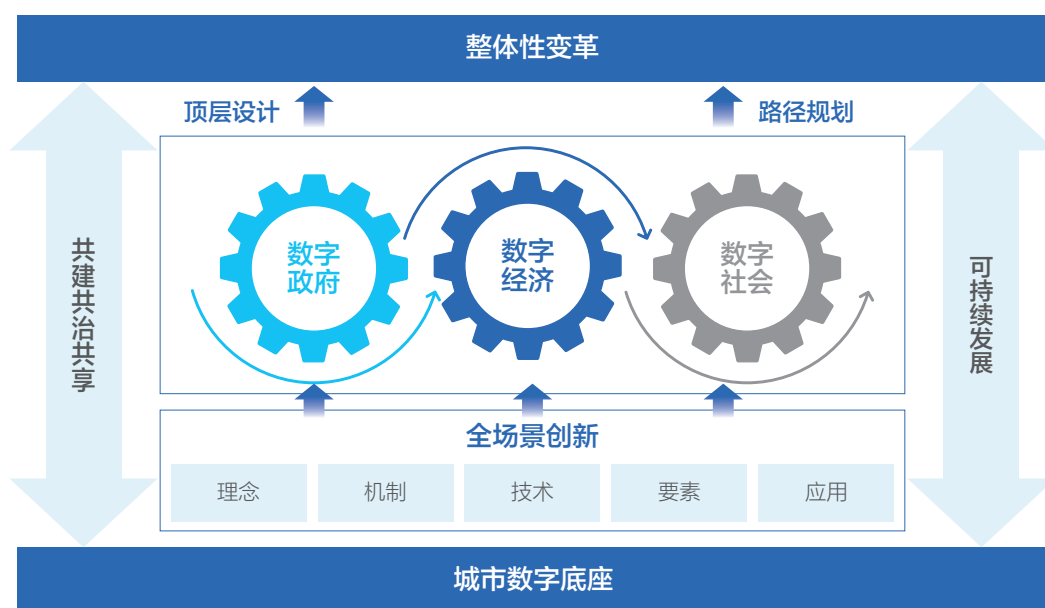 整体性变革
顶层设计
路径规划
数字
政府
数字
经济
数字
社会
共建共治共享
可持续发展
全场景创新
理念
机制
技术
要素
应用
城市数字底座